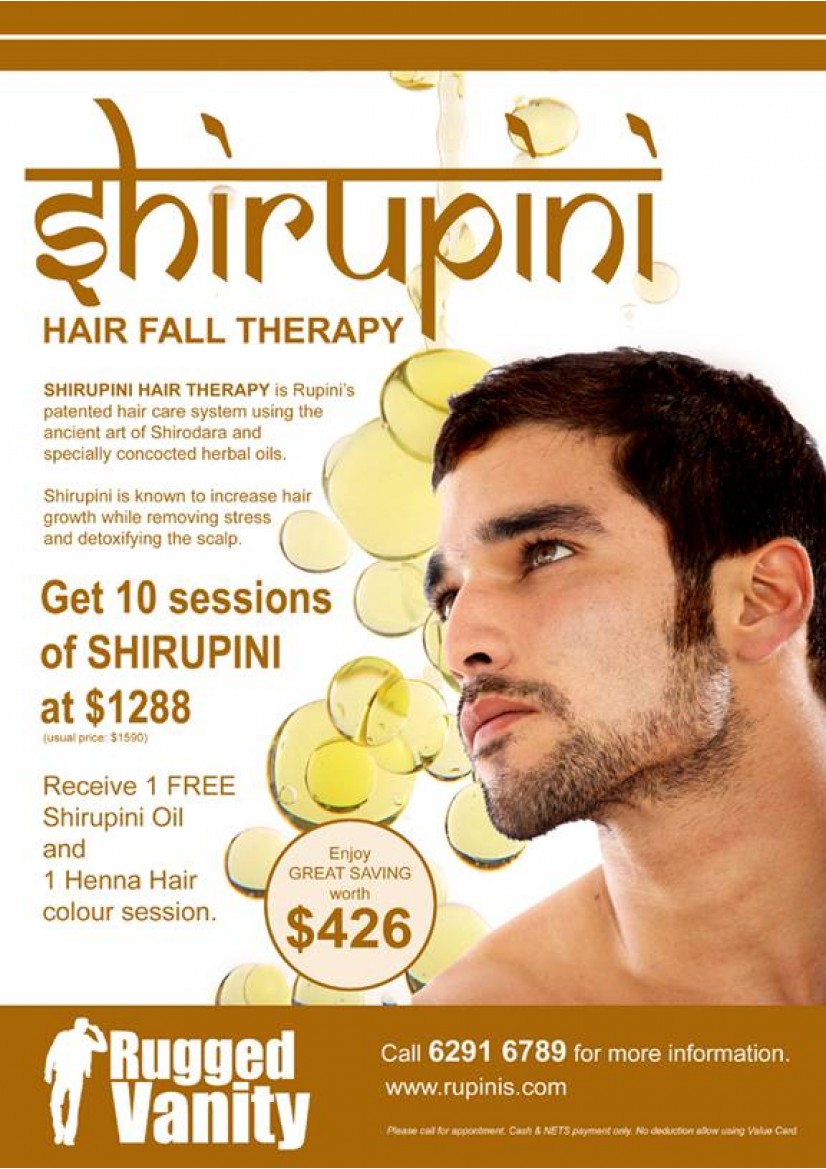 shirupini
HAIR FALL THERAPY
SHIRUPINI HAIR THERAPY is Rupini's
patented hair care system using the
ancient art of Shirodara and
specially concocted herbal oils.
Shirupini is known to increase hair
growth while removing stress
and detoxifying the scalp.
Get 10 sessions
of SHIRUPINI
at $1288
(usual price: $1590)
Receive 1 FREE
Shirupini Oil
and
1 Henna Hair
colour session.
Enjoy
GREAT SAVING
worth
$426
Rugged
Vanity
Call 6291 6789 for more information.
www.rupinis.com
Please call for appontment. Cash & NETS payment only. No deduction allow using Value Card.